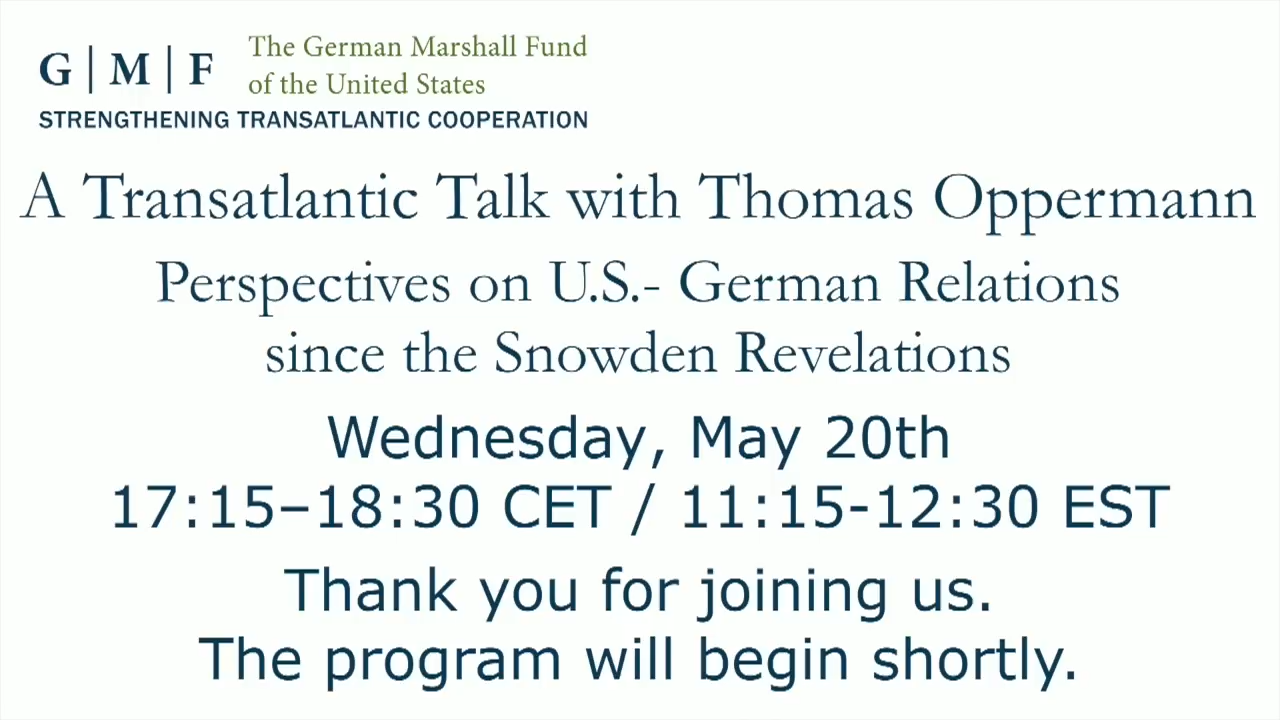 G | M | F
The German Marshall Fund
of the United States
STRENGTHENING TRANSATLANTIC COOPERATION
A Transatlantic Talk with Thomas Oppermann
Perspectives on U.S.- German Relations
since the Snowden Revelations
Wednesday, May 20th
17:15–18:30 CET / 11:15-12:30 EST
Thank you for joining us.
The program will begin shortly.